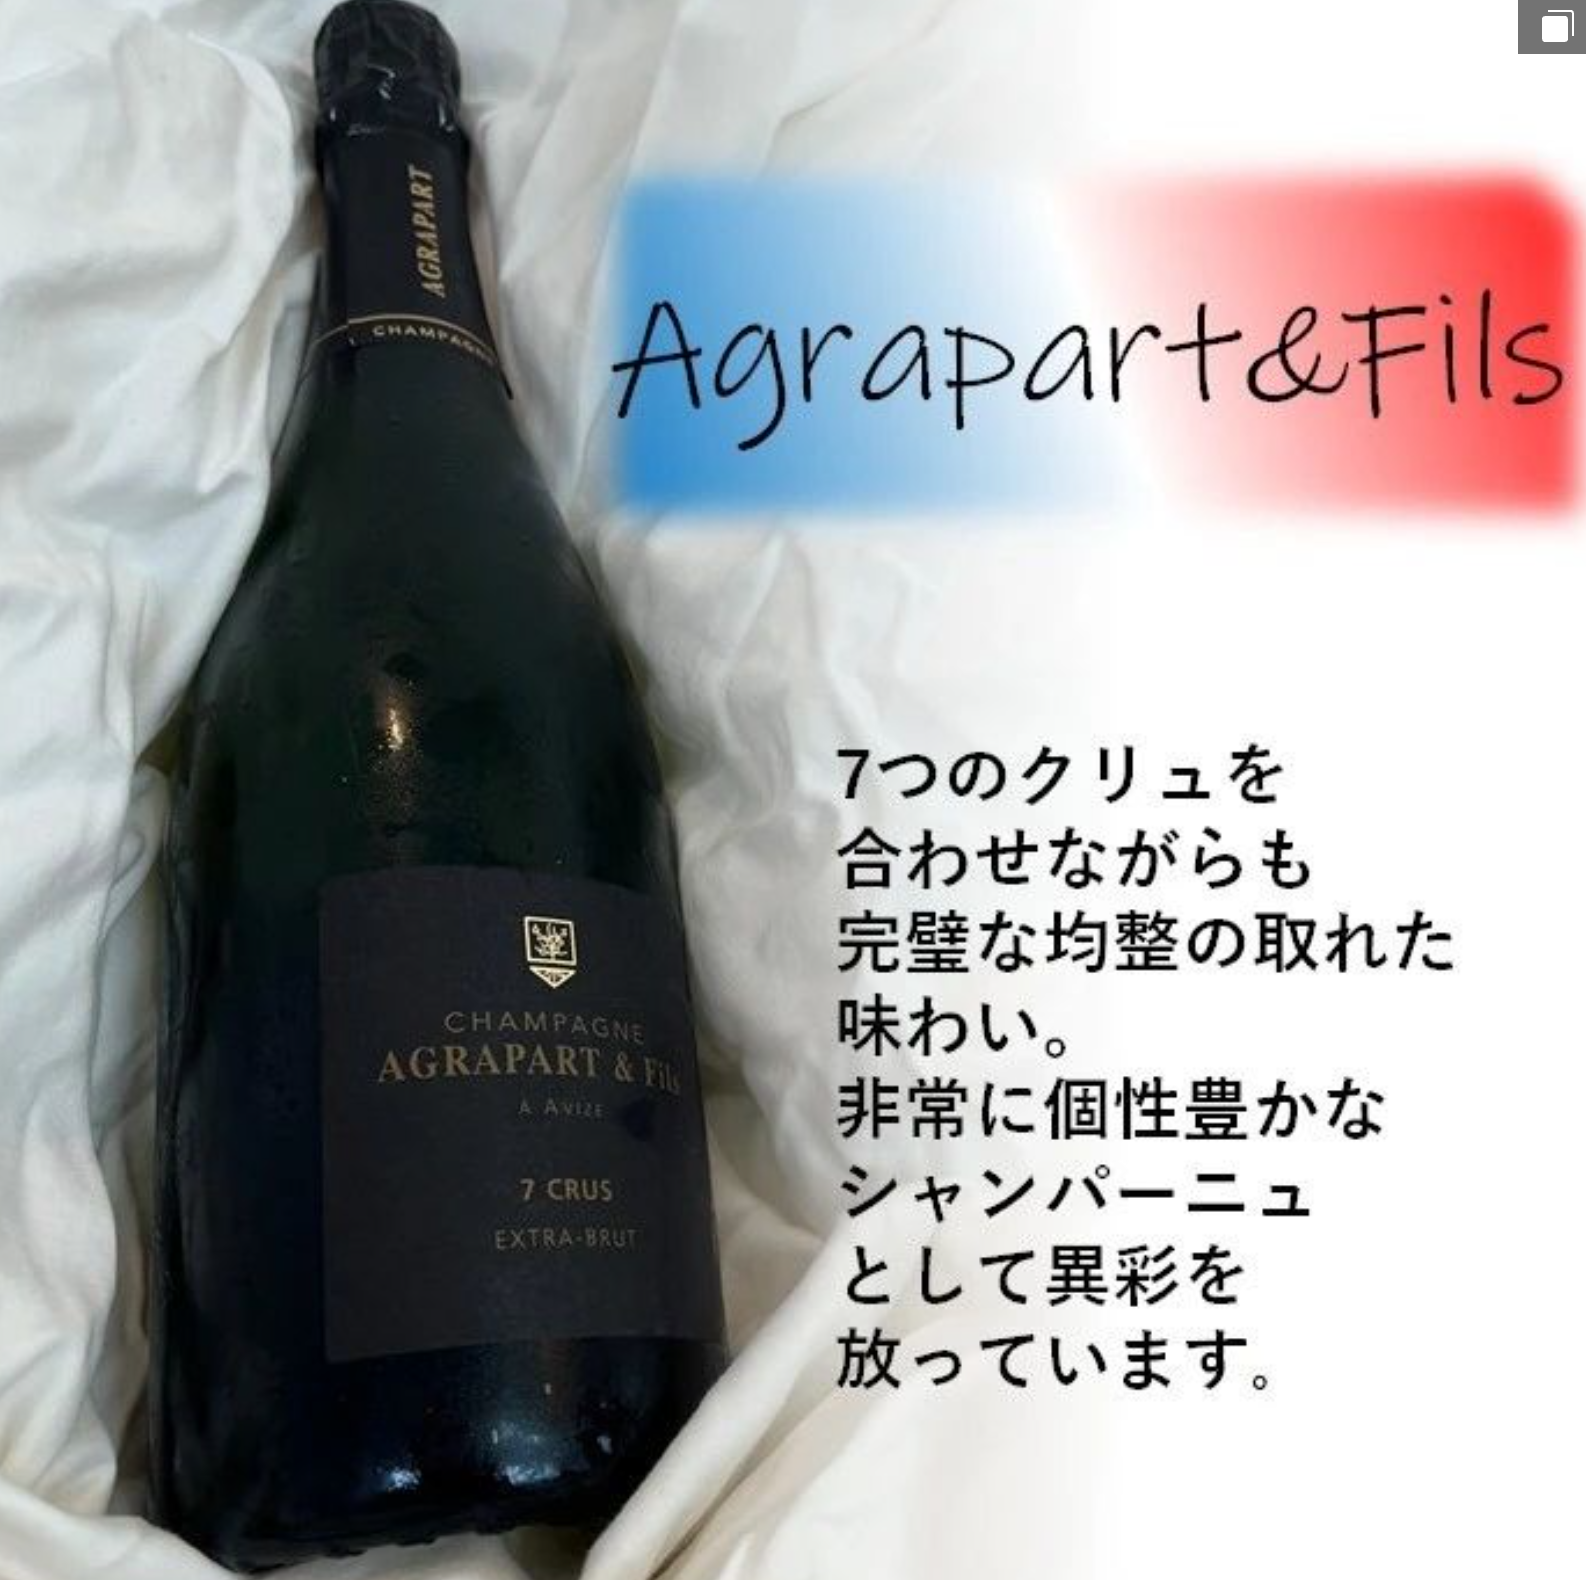 AGRAPART
CHAMPAGNE
Agrapart&Fils
7つのクリュを
合わせながらも
完璧な均整の取れた
味わい。
非常に個性豊かな
シャンパーニュ
として異彩を
放っています。
CHAMPAGNE
AGRAPART & Fils
À AVIZE
7 CRUS
EXTRA-BRUT